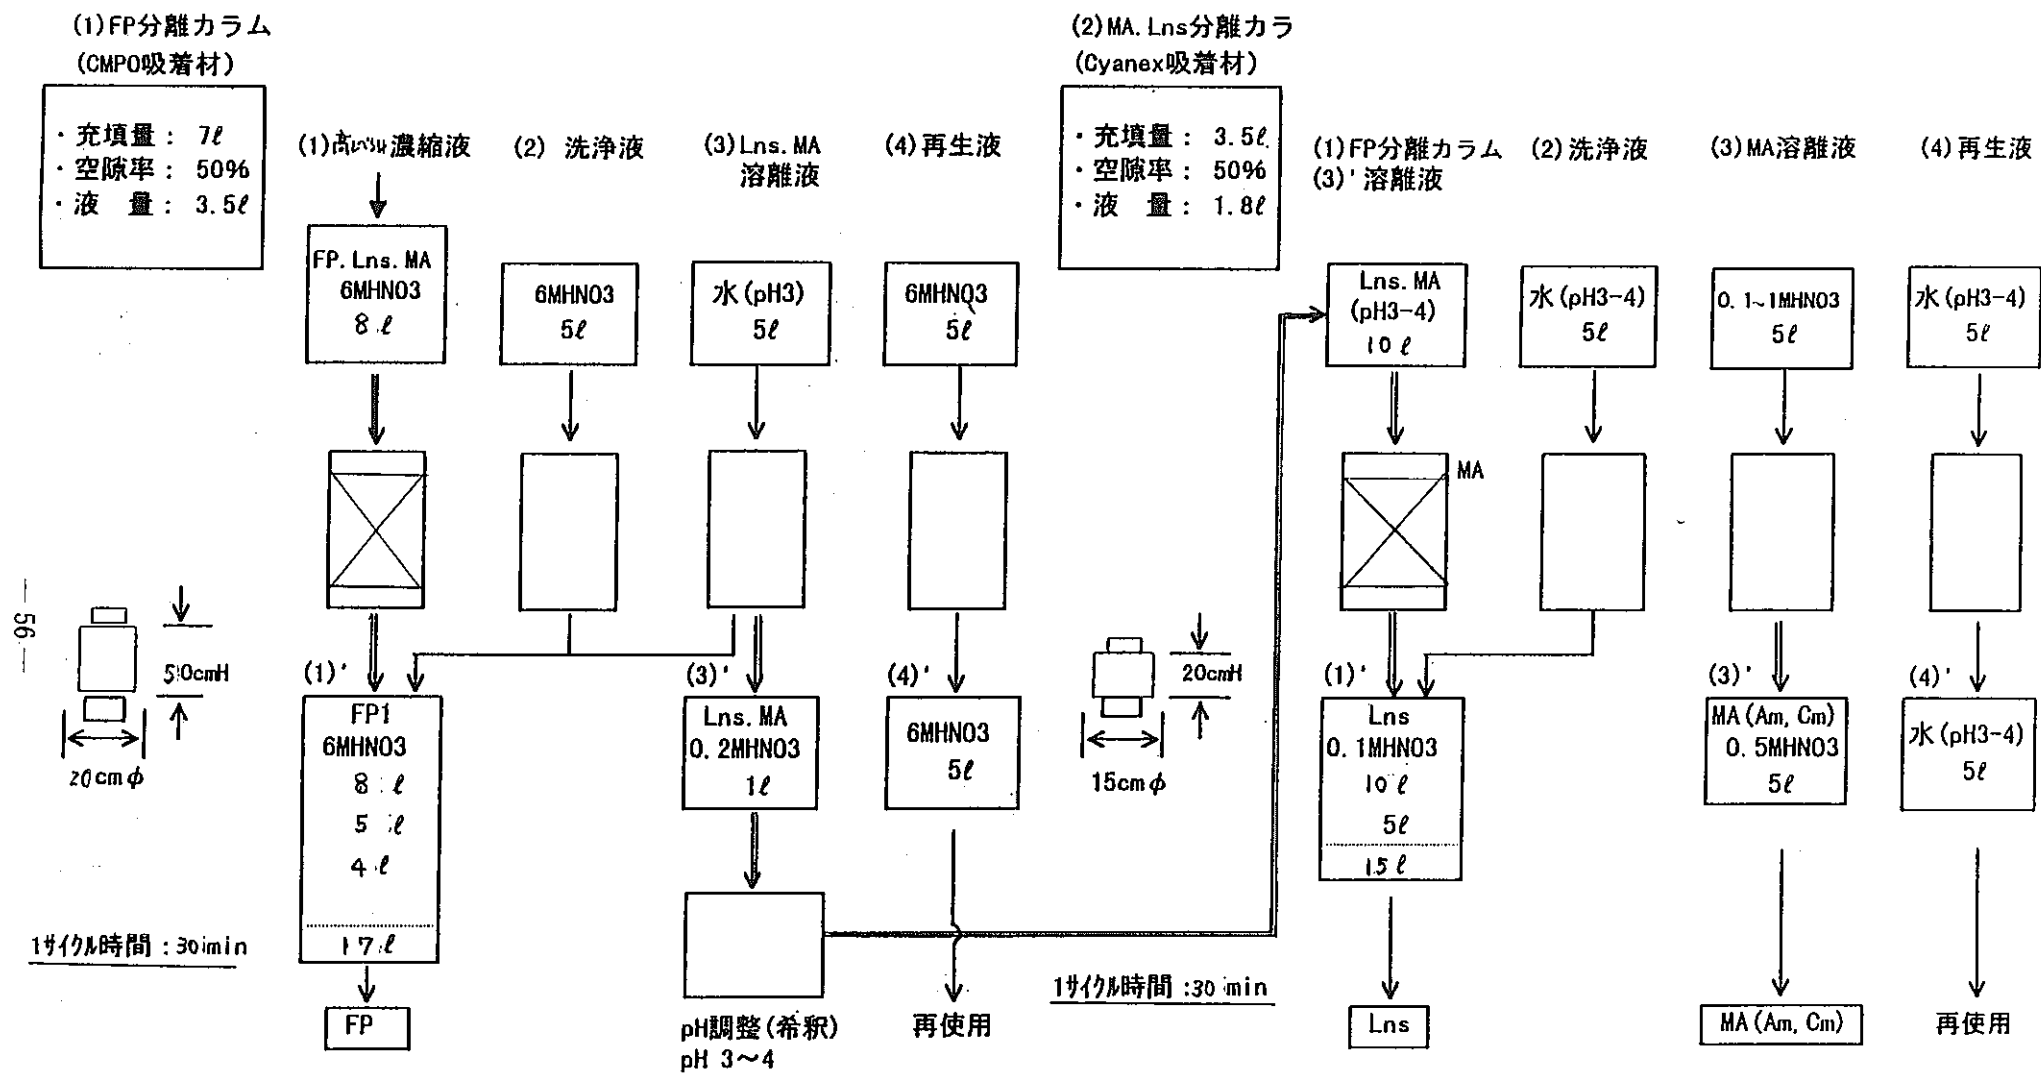 (1)FP分離カラム
(CMPO吸着材)
・充填量： 7ℓ
・空隙率： 50%
・液　量： 3.5ℓ
(1)高ﾚﾍﾞﾙ濃縮液
(2) 洗浄液
(3)Lns.MA
溶離液
(4)再生液
FP.Lns.MA
6MHNO3
8ℓ
6MHNO3
5ℓ
水(pH3)
5ℓ
6MHNO3
5ℓ
50cmH
20cmφ
(1)'
FP1
6MHNO3
8ℓ
5ℓ
4ℓ
17ℓ
FP
(3)'
Lns.MA
0.2MHNO3
1ℓ
pH調整(希釈)
pH 3～4
(4)'
6MHNO3
5ℓ
再使用
1ｻｲｸﾙ時間：30min
(2)MA.Lns分離カラ
(Cyanex吸着材)
・充填量： 3.5ℓ
・空隙率： 50%
・液　量： 1.8ℓ
(1)FP分離カラム
(3)'溶離液
(2)洗浄液
(3)MA溶離液
(4)再生液
Lns.MA
(pH3-4)
10ℓ
水(pH3-4)
5ℓ
0.1~1MHNO3
5ℓ
水(pH3-4)
5ℓ
MA
20cmH
15cmφ
(1)'
Lns
0.1MHNO3
10ℓ
5ℓ
15ℓ
Lns
(3)'
MA(Am,Cm)
0.5MHNO3
5ℓ
MA(Am,Cm)
(4)'
水(pH3-4)
5ℓ
再使用
1ｻｲｸﾙ時間：30min
— 56 —